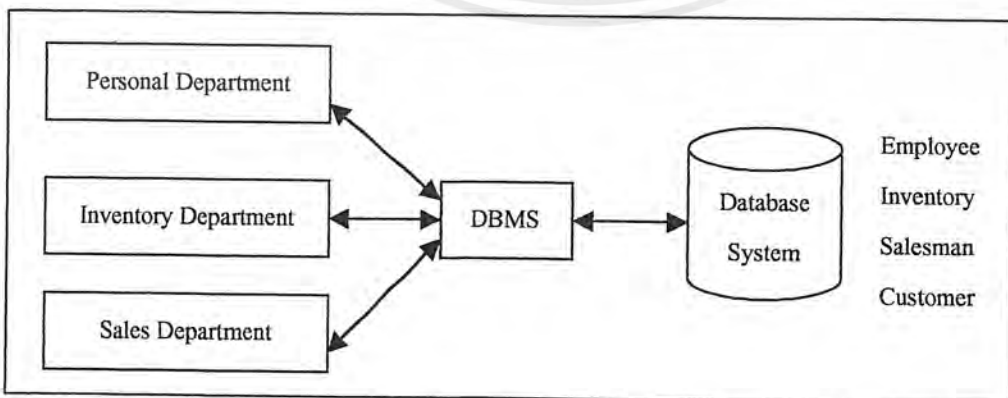 Personal Department
Inventory Department
Sales Department
DBMS
Database
System
Employee
Inventory
Salesman
Customer